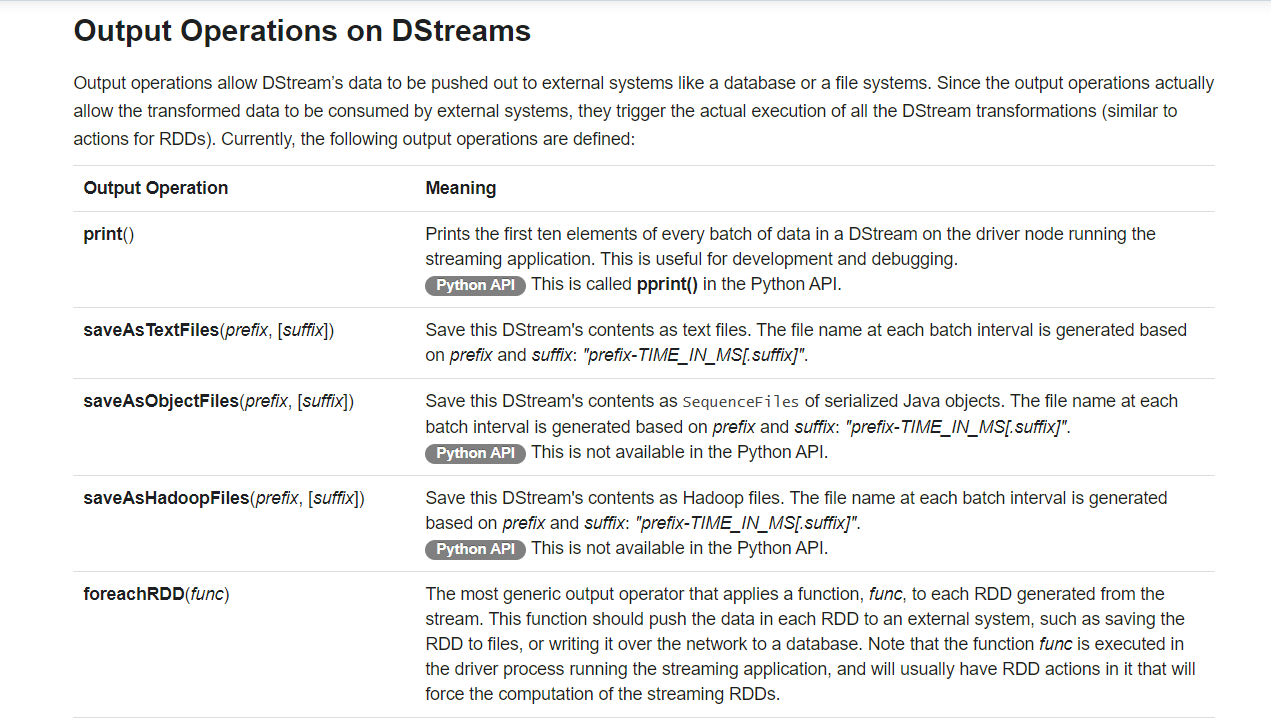 Output Operations on DStreams
Output operations allow DStream’s data to be pushed out to external systems like a database or a file systems. Since the output operations actually
allow the transformed data to be consumed by external systems, they trigger the actual execution of all the DStream transformations (similar to
actions for RDDs). Currently, the following output operations are defined:
Output Operation Meaning
print() Prints the first ten elements of every batch of data in a DStream on the driver node running the
streaming application. This is useful for development and debugging.
Python API This is called pprint() in the Python API.
saveAsTextFiles(prefix, [suffix]) Save this DStream's contents as text files. The file name at each batch interval is generated based
on prefix and suffix: "prefix-TIME_IN_MS[.suffix]".
saveAsObjectFiles(prefix, [suffix]) Save this DStream's contents as SequenceFiles of serialized Java objects. The file name at each
batch interval is generated based on prefix and suffix: "prefix-TIME_IN_MS[.suffix]".
Python API This is not available in the Python API.
saveAsHadoopFiles(prefix, [suffix]) Save this DStream's contents as Hadoop files. The file name at each batch interval is generated
based on prefix and suffix: "prefix-TIME_IN_MS[.suffix]".
Python API This is not available in the Python API.
foreachRDD(func) The most generic output operator that applies a function, func, to each RDD generated from the
stream. This function should push the data in each RDD to an external system, such as saving the
RDD to files, or writing it over the network to a database. Note that the function func is executed in
the driver process running the streaming application, and will usually have RDD actions in it that will
force the computation of the streaming RDDs.